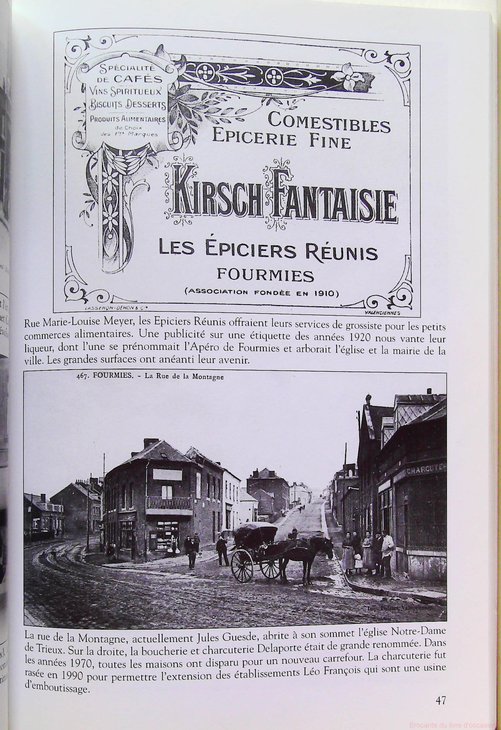 SPÉCIALITÉ
DE CAFÉS
VINS SPIRITUEUX
BISCUITS DESSERTS
PRODUITS ALIMENTAIRES
de Choix
des Mes Marques
COMESTIBLES
EPICERIE FINE
KIRSCH FANTAISIE
LES ÉPICIERS RÉUNIS
FOURMIES
(ASSOCIATION FONDÉE EN 1910)
VALENCIENNES
Rue Marie-Louise Meyer, les Epiciers Réunis offraient leurs services de grossiste pour les petits
commerces alimentaires. Une publicité sur une étiquette des années 1920 nous vante leur
liqueur, dont l'une se prénommait l'Apéro de Fourmies et arborait l'église et la mairie de la
ville. Les grandes surfaces ont anéanti leur avenir.
467. FOURMIES. - La Rue de la Montagne
CHARCUTERIE
La rue de la Montagne, actuellement Jules Guesde, abrite à son sommet l'église Notre-Dame
de Trieux. Sur la droite, la boucherie et charcuterie Delaporte était de grande renommée. Dans
les années 1970, toutes les maisons ont disparu pour un nouveau carrefour. La charcuterie fut
rasée en 1990 pour permettre l'extension des établissements Léo François qui sont une usine
d'emboutissage.
47